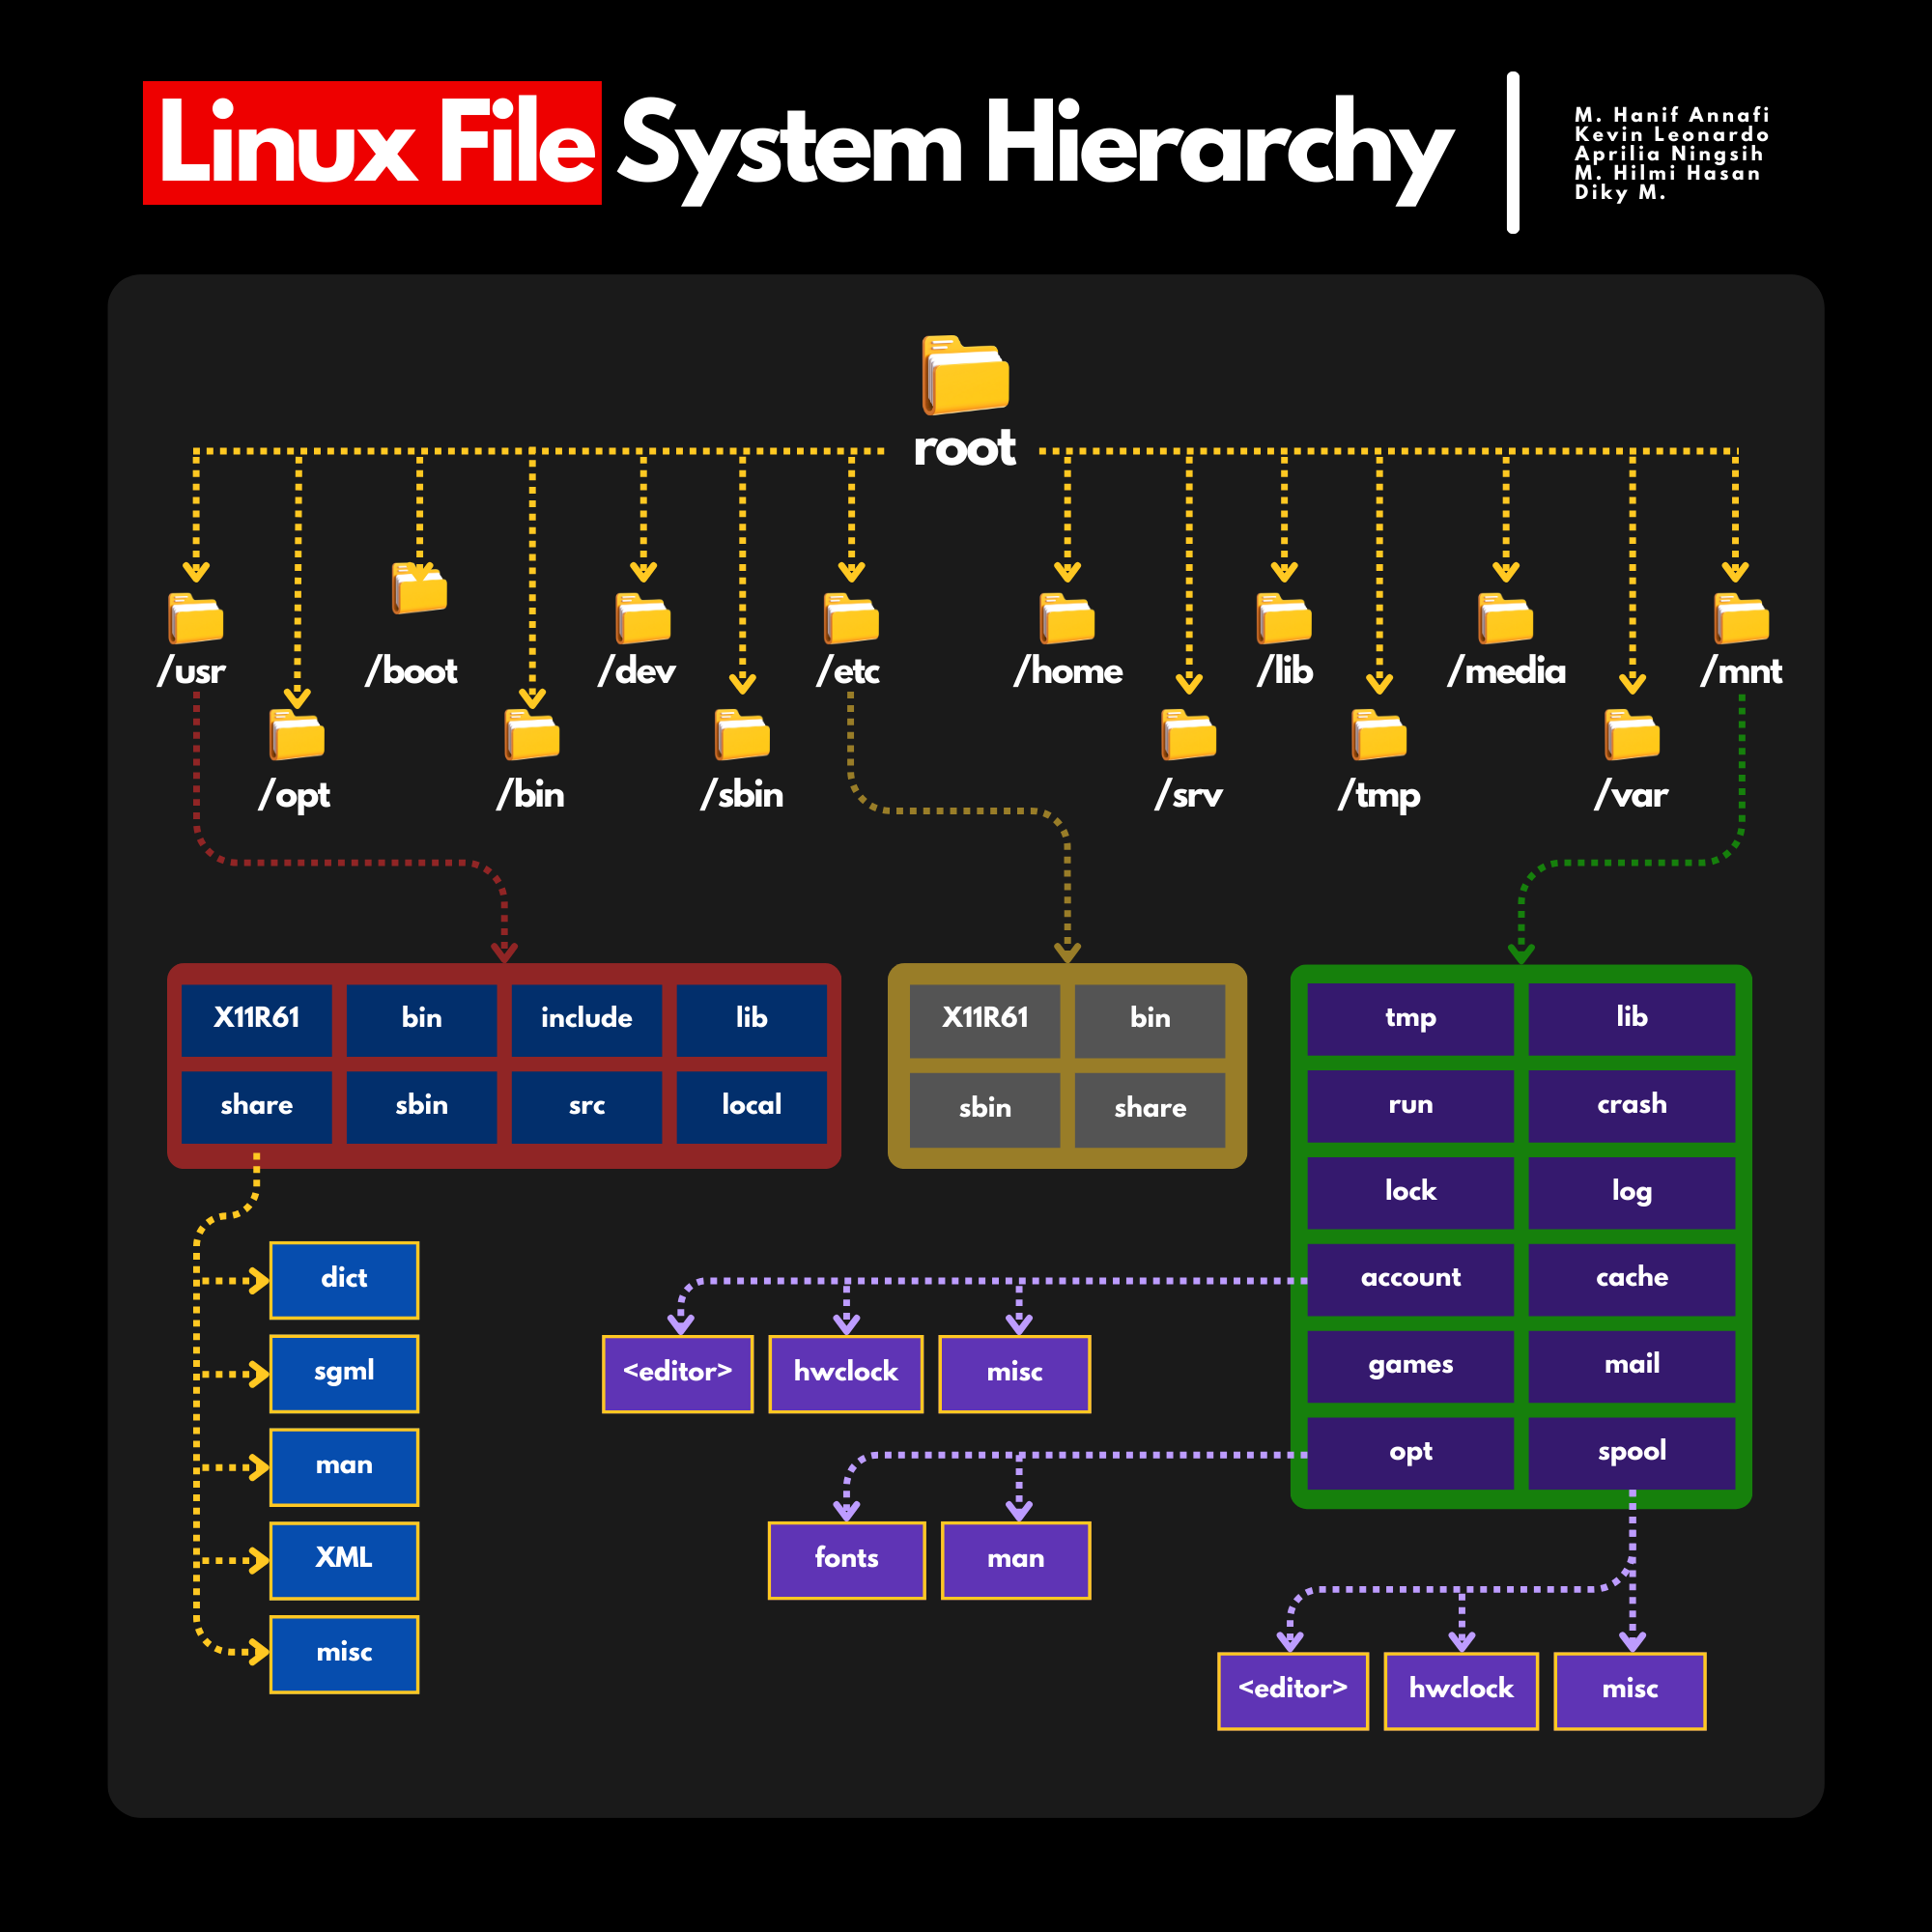 Linux File System Hierarchy
M. Hanif Annafi
Kevin Leonardo
Aprilia Ningsih
M. Hilmi Hasan
Diky M.
root
/usr
/boot
/dev
/etc
/home
/lib
/media
/mnt
/opt
/bin
/sbin
/srv
/tmp
/var
X11R61
bin
include
lib
share
sbin
src
local
X11R61
bin
sbin
share
tmp
lib
run
crash
lock
log
account
cache
games
mail
opt
spool
dict
sgml
man
XML
misc
<editor>
hwclock
misc
fonts
man
<editor>
hwclock
misc